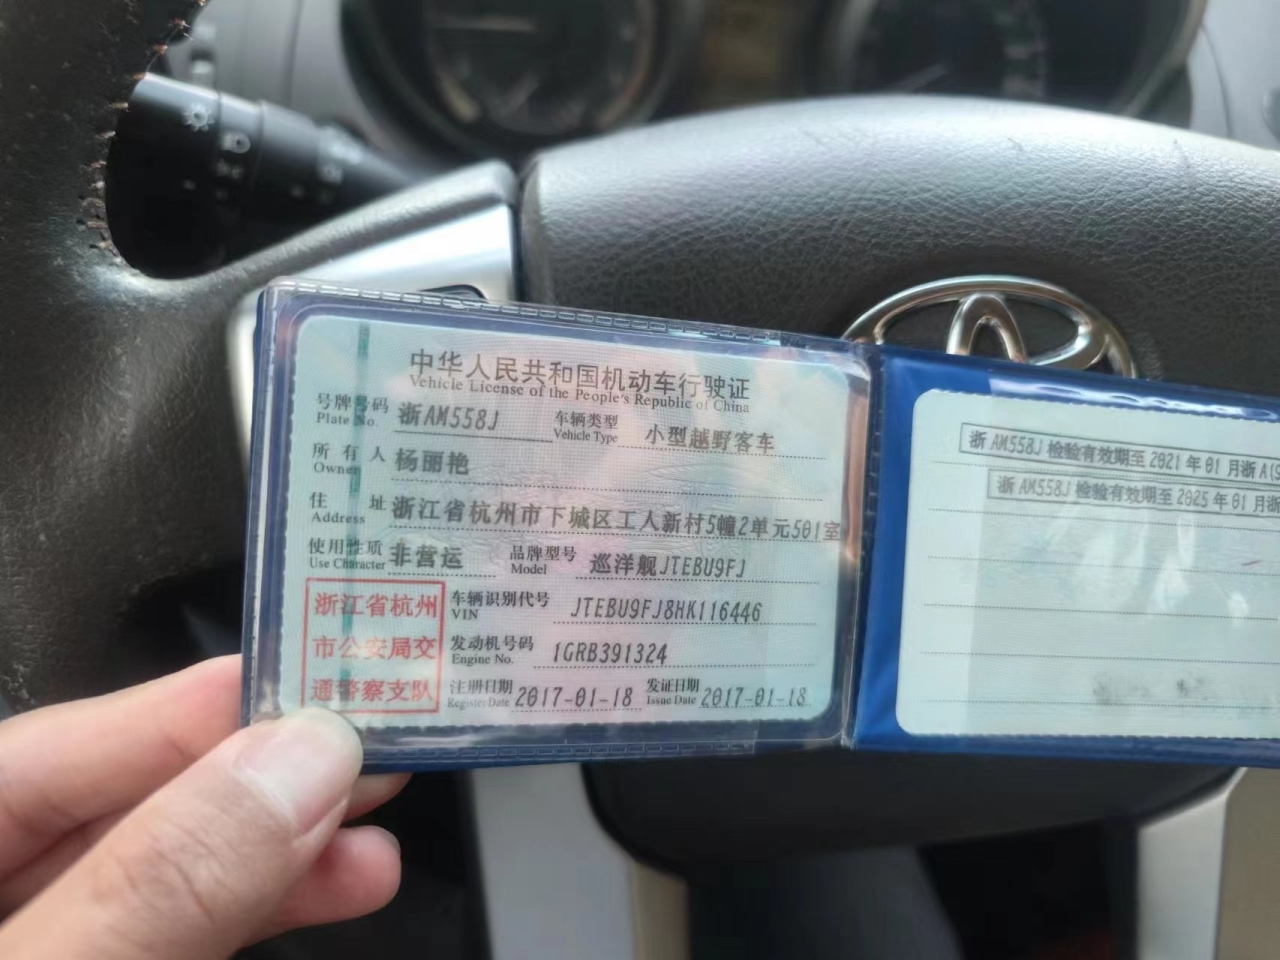 中华人民共和国机动车行驶证
Vehicle License of the People's Republic of China
号牌号码 浙AM558J 车辆类型 小型越野客车
Plate No. Vehicle Type
所有人 杨丽艳
Owner
住址 浙江省杭州市下城区工人新村5幢2单元501室
Address
使用性质 非营运 品牌型号 巡洋舰JTEBU9FJ
Use Character Model
浙江省杭州
市公安局交
通警察支队
车辆识别代号 JTEBU9FJ8HK116446
VIN
发动机号码 1GRB391324
Engine No.
注册日期 2017-01-18 发证日期 2017-01-18
Register Date Issue Date
浙AM558J检验有效期至2021年01月浙A(
浙AM558J检验有效期至2025年01月浙